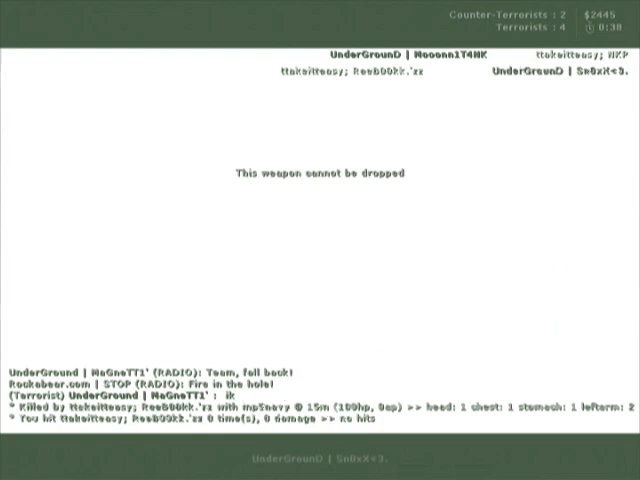 Counter-Terrorists : 2 $2445
Terrorists : 4 0:38
UnderGrounD | Mooonn1T4NK ttakeitteasy; NKP
ttakeitteasy; ReeB00kk.'zz UnderGrounD | Sn0xX<3.
This weapon cannot be dropped
UnderGround | MaGneTT1' (RADIO): Team, fall back!
Rockabear.com | STOP (RADIO): Fire in the hole!
(Terrorist) UnderGround | MaGneTT1' : ik
* Killed by ttakeitteasy; ReeB00kk.'zz with mp5navy @ 15m (100hp, 0ap) >> head: 1 chest: 1 stomach: 1 leftarm: 2
* You hit ttakeitteasy; ReeB00kk.'zz 0 time(s), 0 damage >> no hits
UnderGrounD | Sn0xX<3.